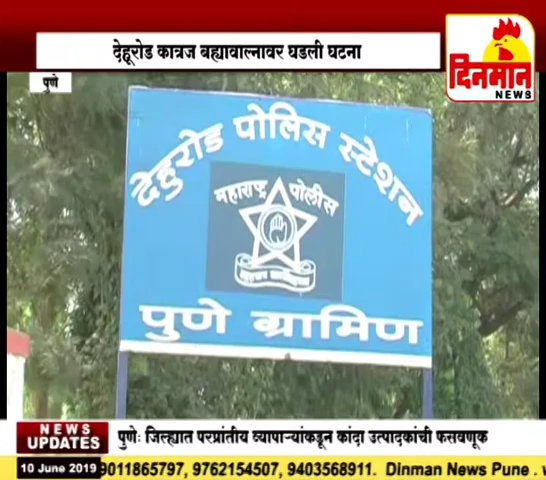 देहूरोड कात्रज बह्यावाल्नावर घडली घटना
दिनमान
NEWS
पुणे
देहुरोड पोलिस स्टेशन
महाराष्ट्र पोलीस
पुणे ग्रामिण
NEWS
UPDATES
पुणेः जिल्ह्यात परप्रांतीय व्यापाऱ्यांकडून कांदा उत्पादकांची फसवणूक
10 June 2019
9011865797, 9762154507, 9403568911. Dinman News Pune . w